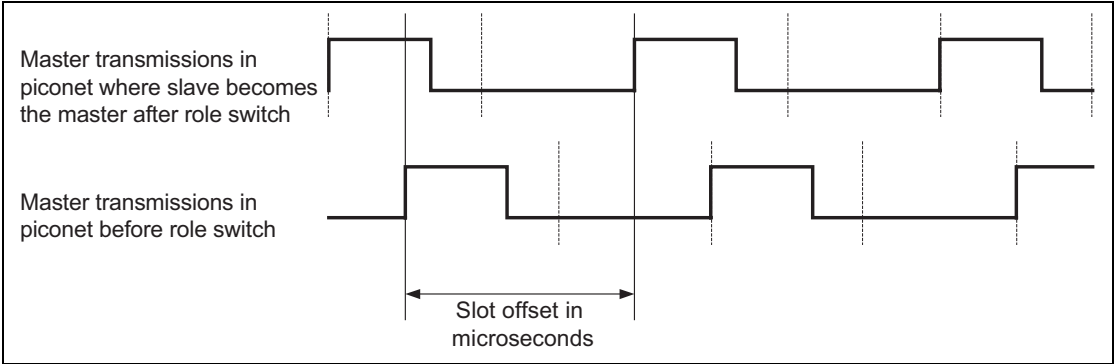 Master transmissions in
piconet where slave becomes
the master after role switch
Master transmissions in
piconet before role switch
Slot offset in
microseconds